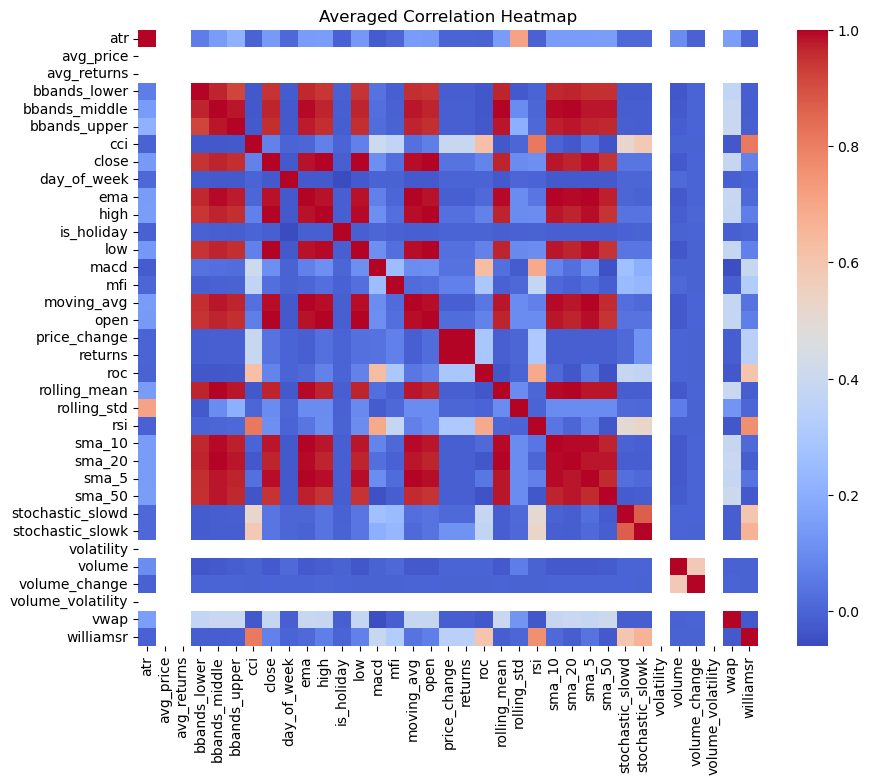 Averaged Correlation Heatmap
atr
avg_price
avg_returns
bbands_lower
bbands_middle
bbands_upper
cci
close
day_of_week
ema
high
is_holiday
low
macd
mfi
moving_avg
open
price_change
returns
roc
rolling_mean
rolling_std
rsi
sma_10
sma_20
sma_5
sma_50
stochastic_slowd
stochastic_slowk
volatility
volume
volume_change
volume_volatility
vwap
williamsr
atr
avg_price
avg_returns
bbands_lower
bbands_middle
bbands_upper
cci
close
day_of_week
ema
high
is_holiday
low
macd
mfi
moving_avg
open
price_change
returns
roc
rolling_mean
rolling_std
rsi
sma_10
sma_20
sma_5
sma_50
stochastic_slowd
stochastic_slowk
volatility
volume
volume_change
volume_volatility
vwap
williamsr
1.0
0.8
0.6
0.4
0.2
0.0